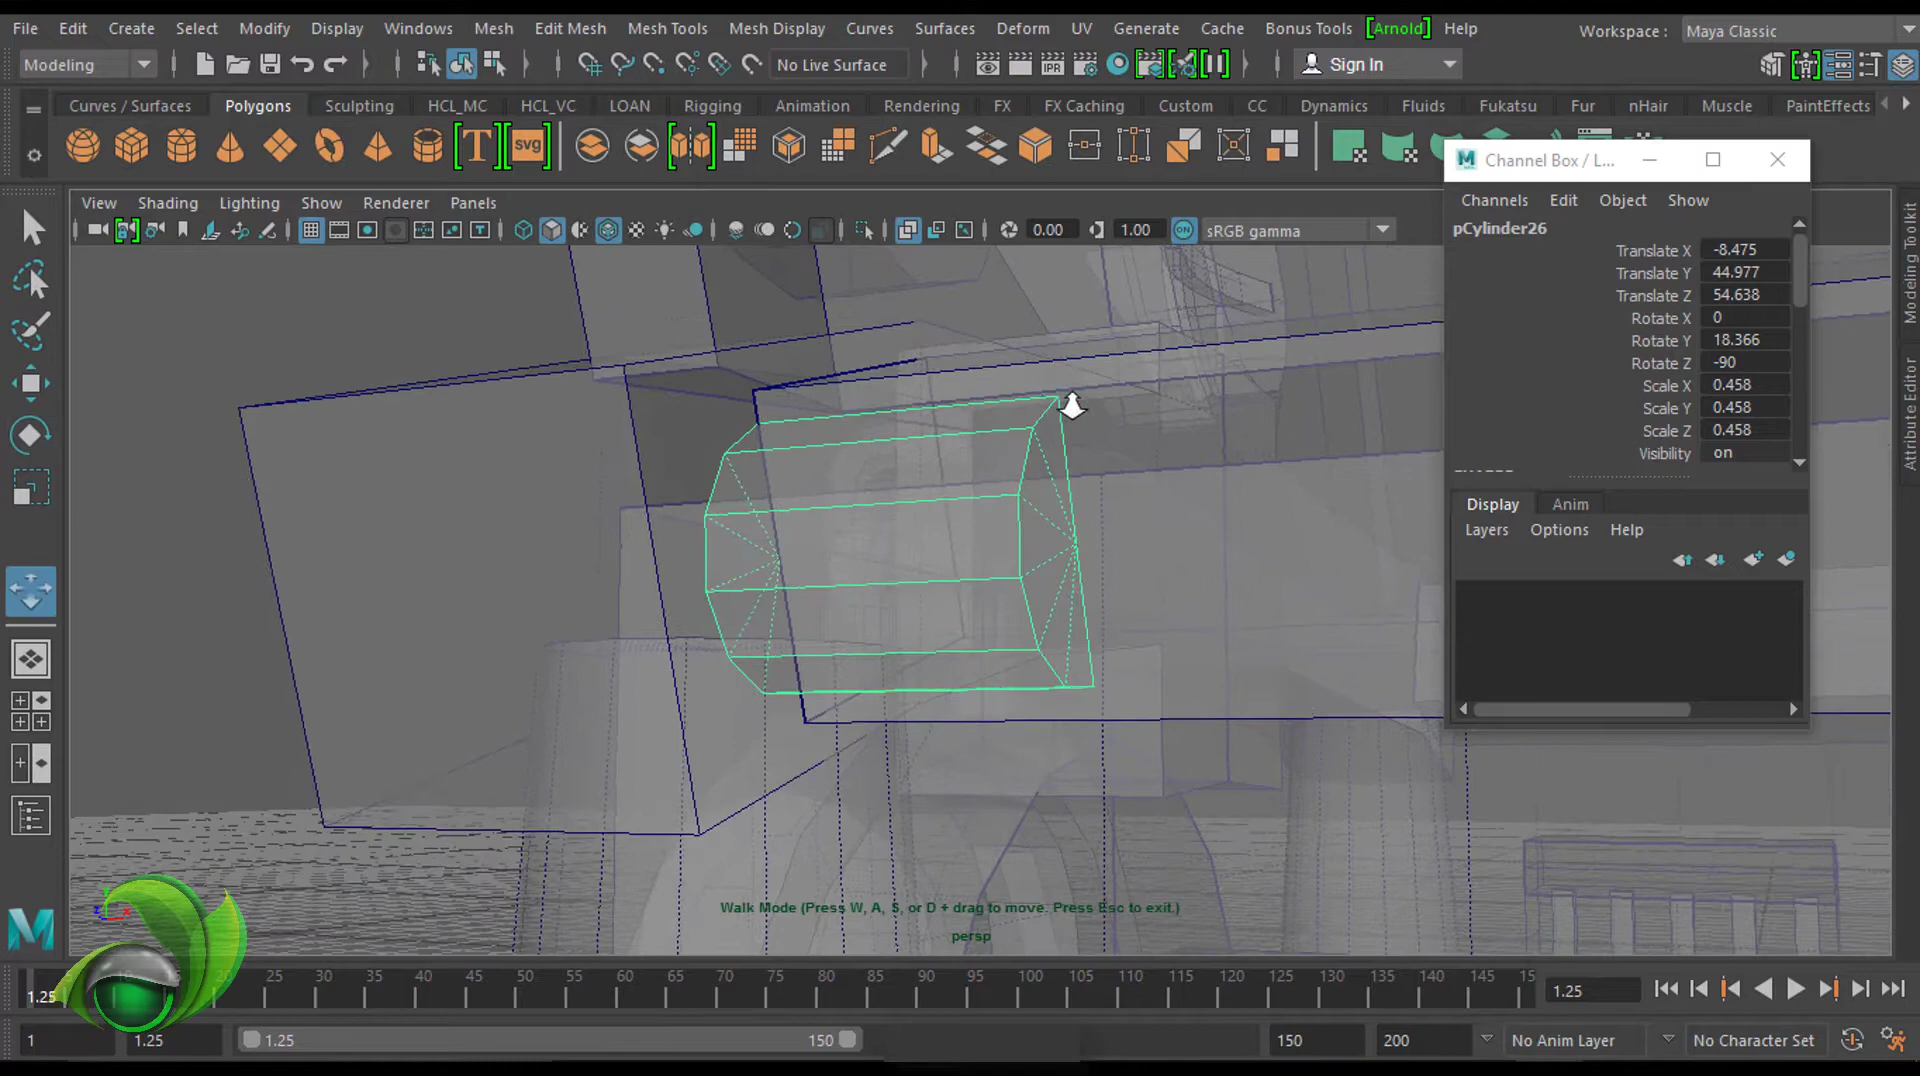 File Edit Create Select Modify Display Windows Mesh Edit Mesh Mesh Tools Mesh Display Curves Surfaces Deform UV Generate Cache Bonus Tools [Arnold] Help Workspace : Maya Classic
Modeling No Live Surface IPR Sign In
Curves / Surfaces Polygons Sculpting HCL_MC HCL_VC LOAN Rigging Animation Rendering FX FX Caching Custom CC Dynamics Fluids Fukatsu Fur nHair Muscle PaintEffects
T svg
Channel Box / L...
View Shading Lighting Show Renderer Panels
0.00 1.00 ON sRGB gamma
Channels Edit Object Show
pCylinder26
Translate X -8.475
Translate Y 44.977
Translate Z 54.638
Rotate X 0
Rotate Y 18.366
Rotate Z -90
Scale X 0.458
Scale Y 0.458
Scale Z 0.458
Visibility on
Display Anim
Layers Options Help
Modeling Toolkit
Attribute Editor
Walk Mode (Press W, A, S, or D + drag to move. Press Esc to exit.)
persp
10 15 20 25 30 35 40 45 50 55 60 65 70 75 80 85 90 95 100 105 110 115 120 125 130 135 140 145 15
1.25 1.25
1 1.25 1.25 150 150 200 No Anim Layer No Character Set